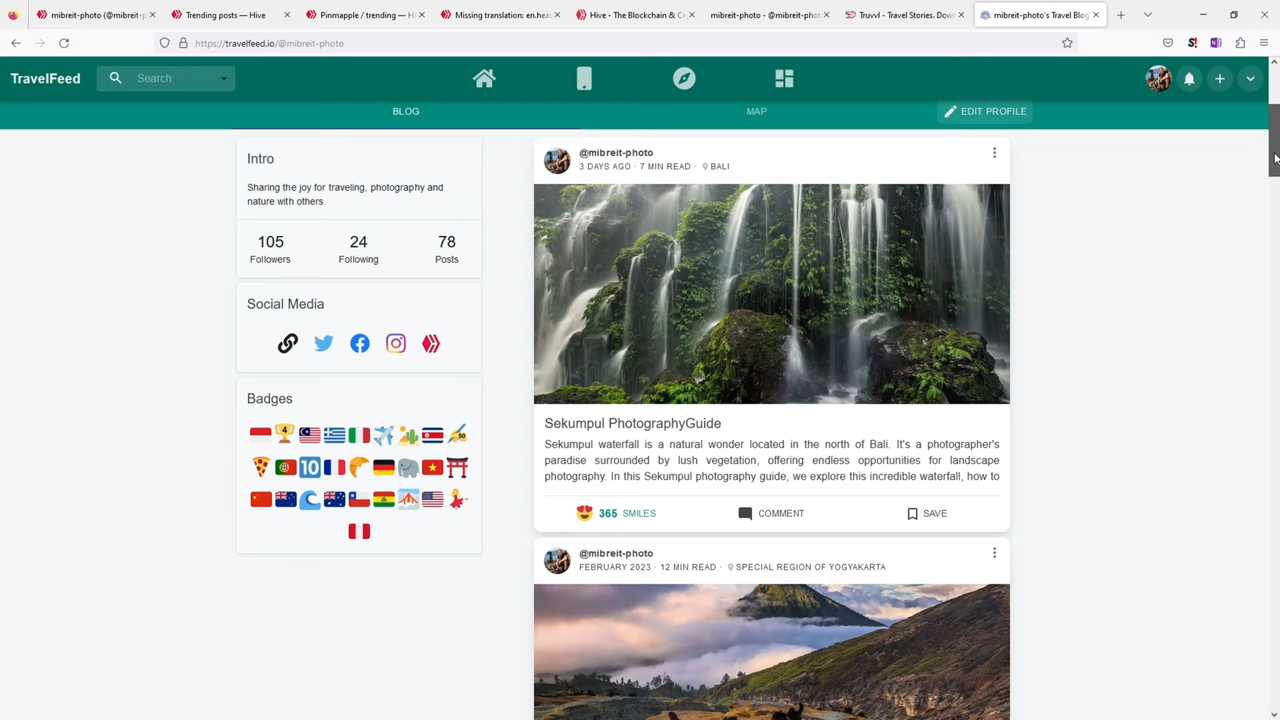 mibreit-photo (@mibreit-p
Trending posts — Hive
Pinmapple / trending — Hi
Missing translation: en.hea
Hive - The Blockchain & Cr
mibreit-photo - @mibreit-pho
Truvvl - Travel Stories. Dow
mibreit-photo's Travel Blog
https://travelfeed.io/@mibreit-photo
TravelFeed
Search
BLOG
MAP
EDIT PROFILE
Intro
Sharing the joy for traveling, photography and
nature with others.
105
24
78
Followers
Following
Posts
Social Media
Badges
4
50
10
@mibreit-photo
3 DAYS AGO · 7 MIN READ · BALI
Sekumpul PhotographyGuide
Sekumpul waterfall is a natural wonder located in the north of Bali. It's a photographer's
paradise surrounded by lush vegetation, offering endless opportunities for landscape
photography. In this Sekumpul photography guide, we explore this incredible waterfall, how to
365 SMILES
COMMENT
SAVE
@mibreit-photo
FEBRUARY 2023 · 12 MIN READ · SPECIAL REGION OF YOGYAKARTA